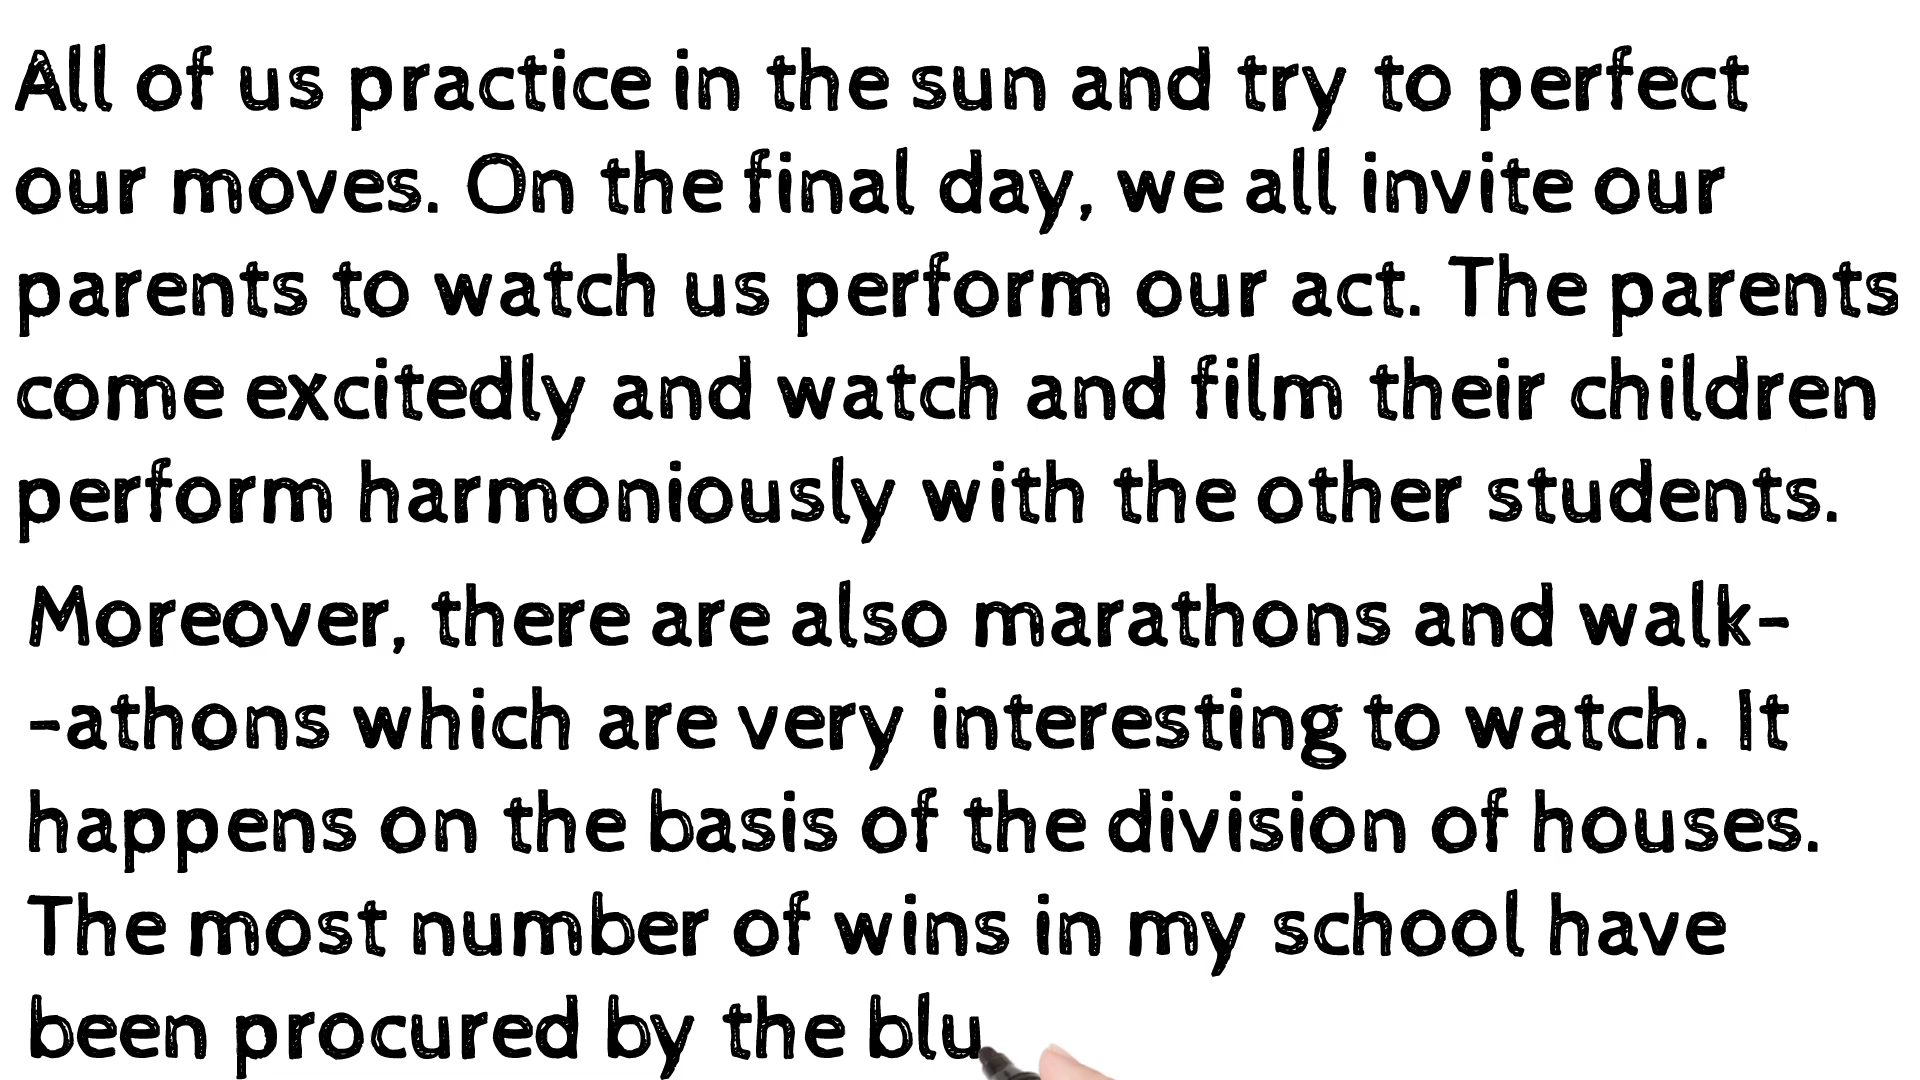 All of us practice in the sun and try to perfect
our moves. On the final day, we all invite our
parents to watch us perform our act. The parents
come excitedly and watch and film their children
perform harmoniously with the other students.
Moreover, there are also marathons and walk-
-athons which are very interesting to watch. It
happens on the basis of the division of houses.
The most number of wins in my school have
been procured by the blu